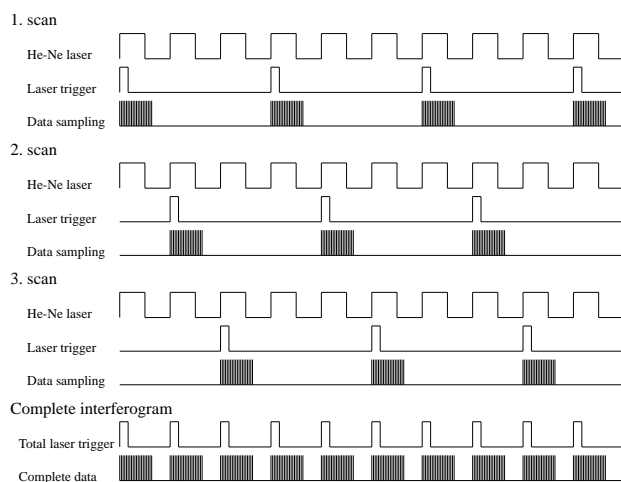 1. scan
He-Ne laser
Laser trigger
Data sampling
2. scan
He-Ne laser
Laser trigger
Data sampling
3. scan
He-Ne laser
Laser trigger
Data sampling
Complete interferogram
Total laser trigger
Complete data